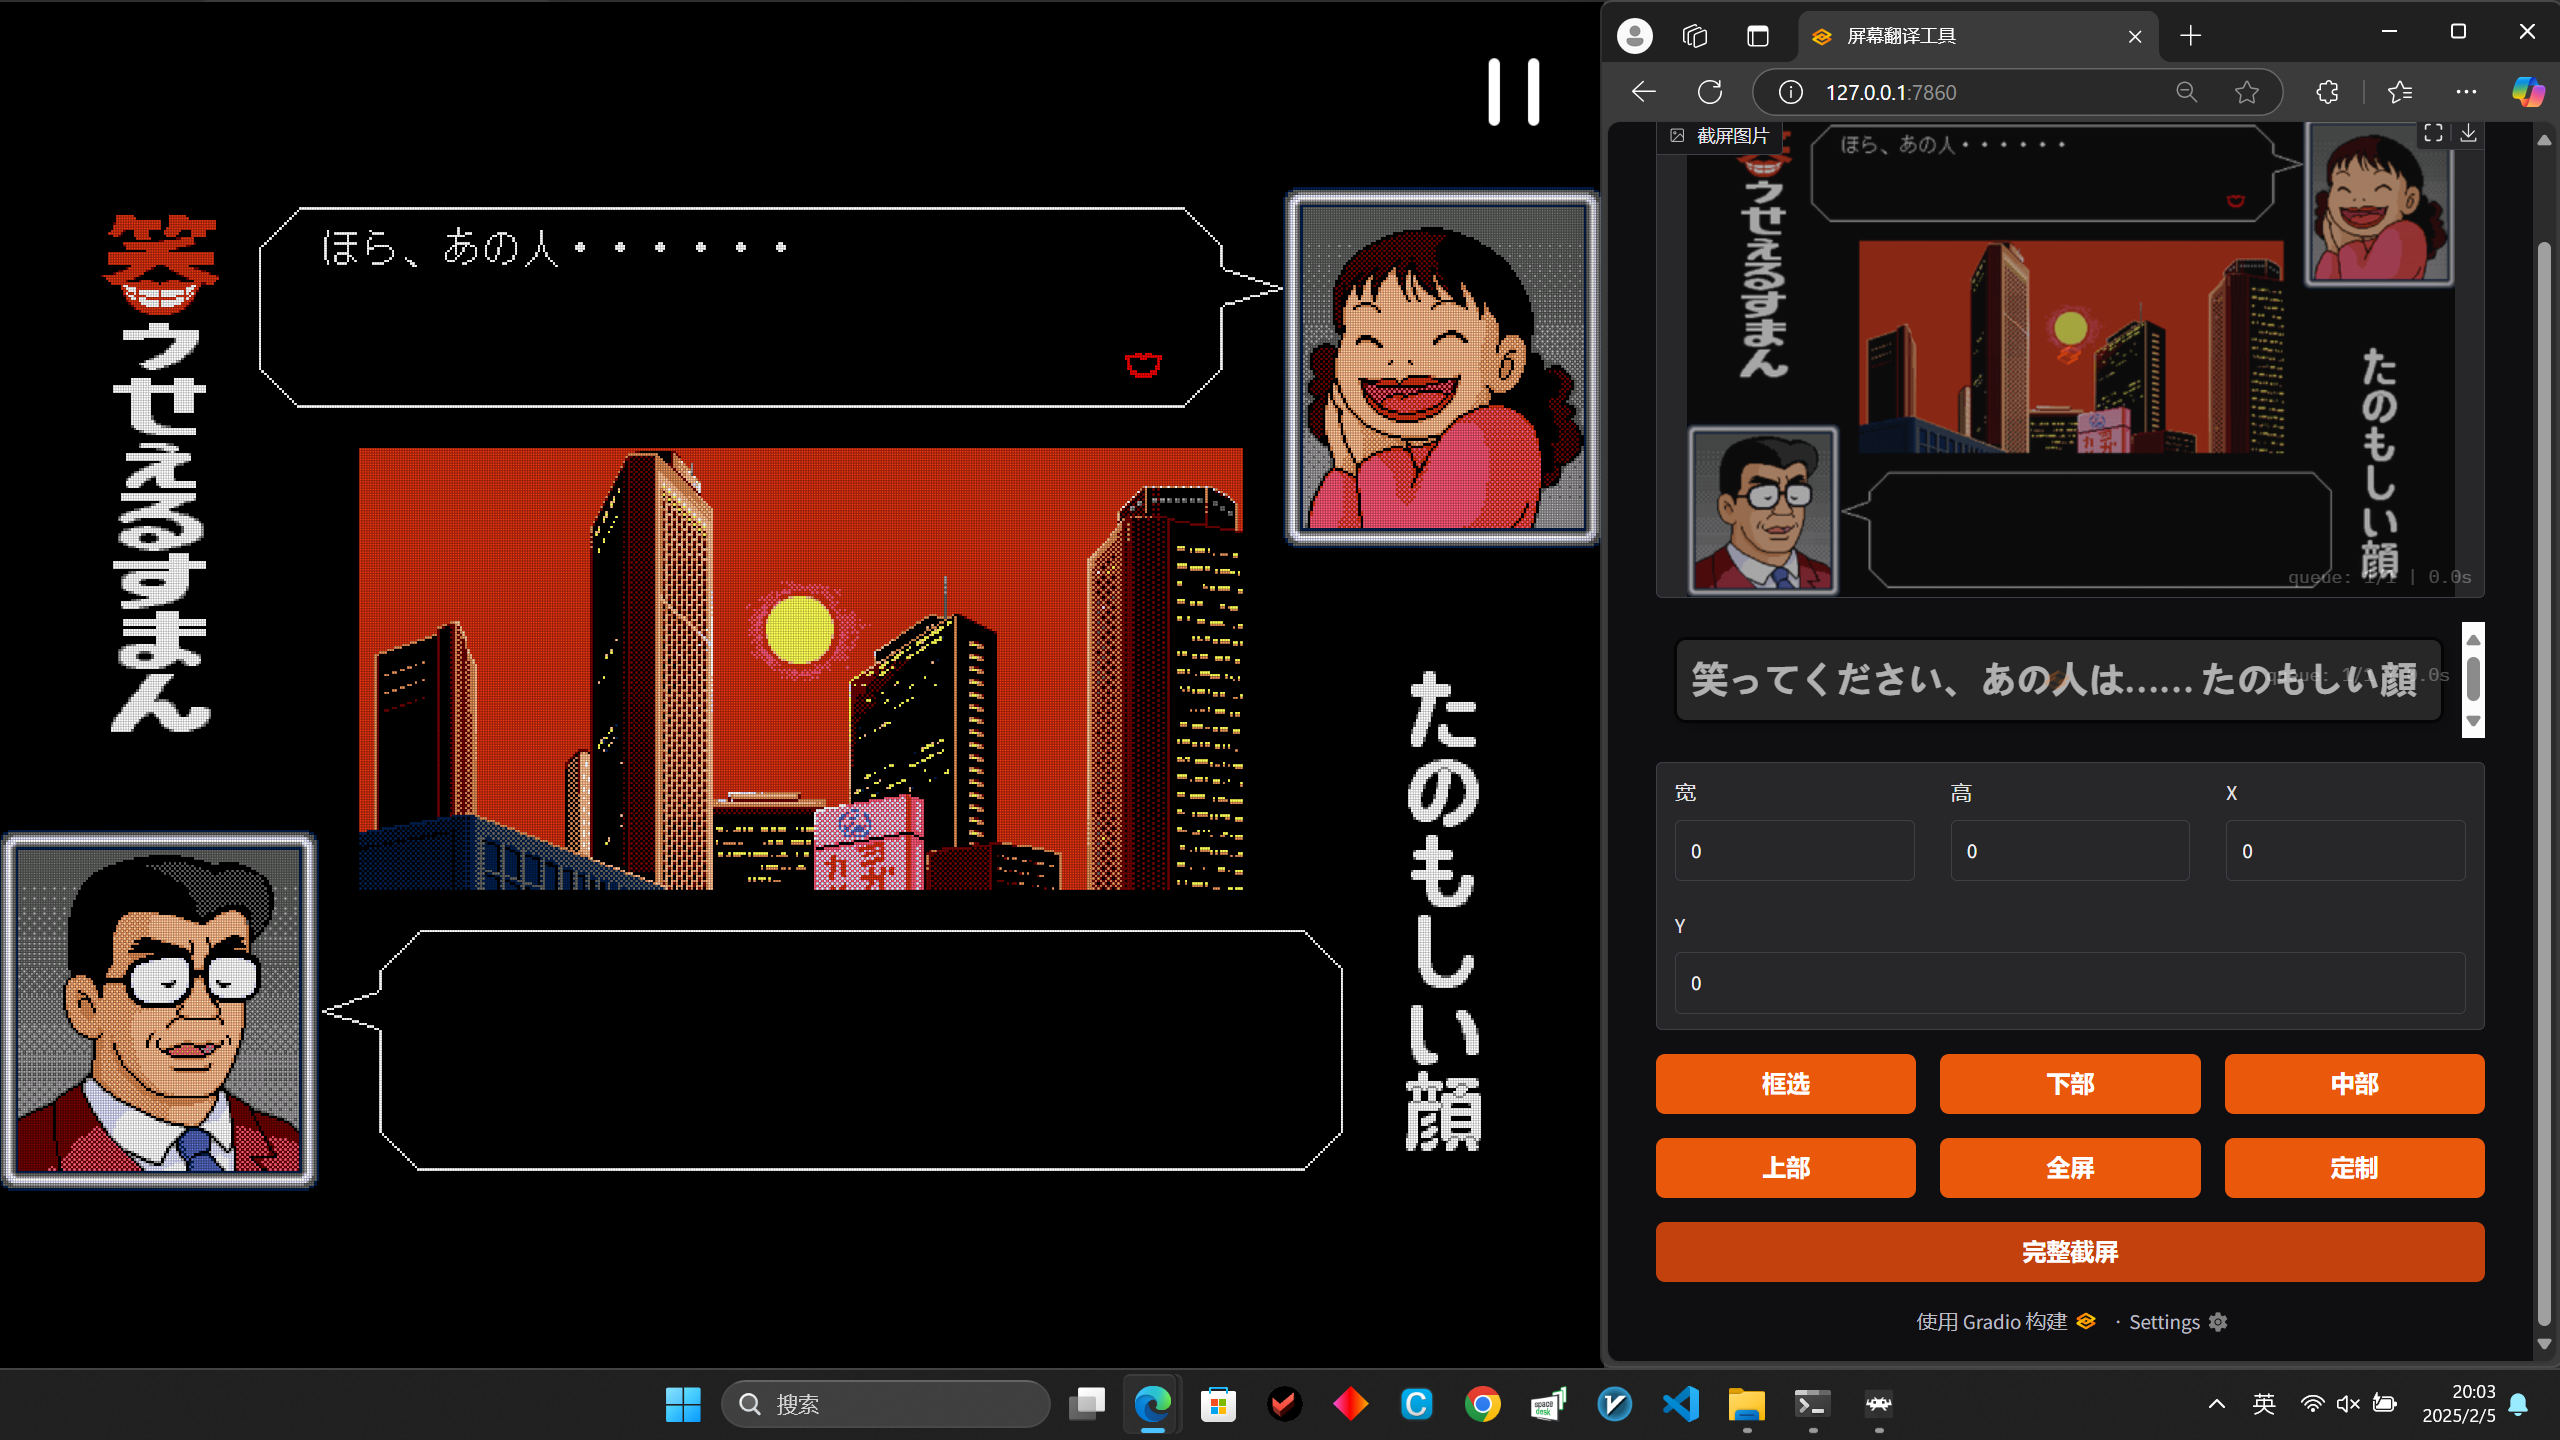 ほら、あの人・・・・・・
笑ゥせぇるすまん
たのもしい顔
屏幕翻译工具
127.0.0.1:7860
截屏图片
ほら、あの人・・・・・・
ゥせぇるすまん
たのもしい顔
queue: 1/1 | 0.0s
笑ってください、あの人は…… たのもしい顔
宽
高
X
0
0
0
Y
0
框选
下部
中部
上部
全屏
定制
完整截屏
使用 Gradio 构建 · Settings
搜索
spacedesk
英
20:03
2025/2/5